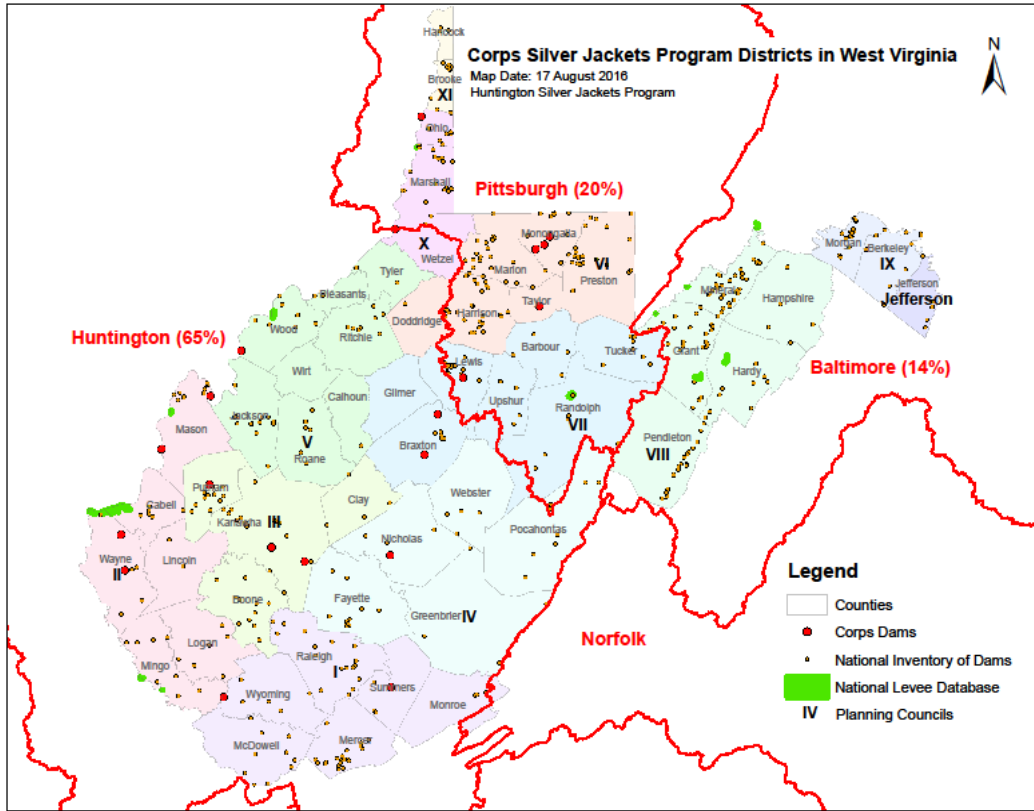 Hancock
Corps Silver Jackets Program Districts in West Virginia
N
Map Date: 17 August 2016
Huntington Silver Jackets Program
Brooke
XI
Ohio
Marshall
Pittsburgh (20%)
X
Wetzel
Monongalia
Marion
VI
Preston
Taylor
Harrison
Morgan
Berkeley
IX
Jefferson
Jefferson
Tyler
Pleasants
Doddridge
Wood
Ritchie
Huntington (65%)
Wirt
Calhoun
Mineral
Hampshire
Grant
Hardy
Baltimore (14%)
Barbour
Tucker
Lewis
Upshur
Randolph
VII
Gilmer
Braxton
Pendleton
VIII
Mason
Jackson
V
Roane
Webster
Pocahontas
Putnam
Cabell
Kanawha
III
Clay
Nicholas
Wayne
II
Lincoln
Boone
Fayette
Greenbrier
IV
Logan
Mingo
Raleigh
I
Summers
Wyoming
Monroe
McDowell
Mercer
Norfolk
Legend
Counties
Corps Dams
National Inventory of Dams
National Levee Database
IV Planning Councils